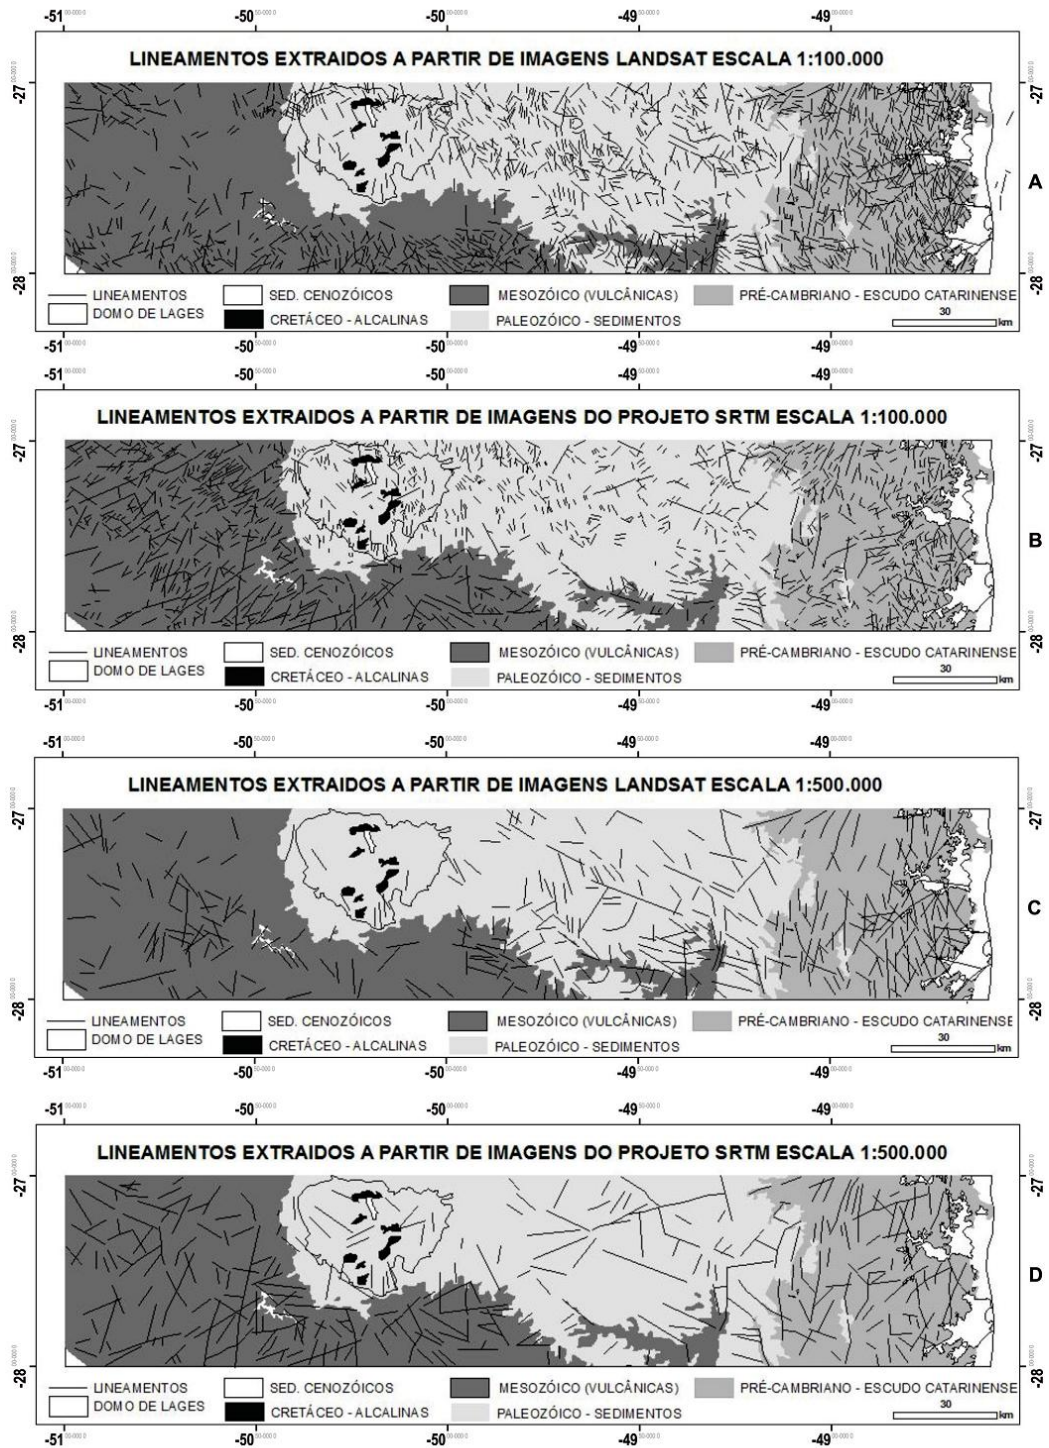 -51 -50 -50 -49 -49
LINEAMENTOS EXTRAIDOS A PARTIR DE IMAGENS LANDSAT ESCALA 1:100.000
-27 -27
A
-28 -28
LINEAMENTOS SED. CENOZÓICOS MESOZÓICO (VULCÂNICAS) PRÉ-CAMBRIANO - ESCUDO CATARINENSE
DOMO DE LAGES CRETÁCEO - ALCALINAS PALEOZÓICO - SEDIMENTOS 30 km
-51 -50 -50 -49 -49
-51 -50 -50 -49 -49
LINEAMENTOS EXTRAIDOS A PARTIR DE IMAGENS DO PROJETO SRTM ESCALA 1:100.000
-27 -27
B
-28 -28
LINEAMENTOS SED. CENOZÓICOS MESOZÓICO (VULCÂNICAS) PRÉ-CAMBRIANO - ESCUDO CATARINENSE
DOMO DE LAGES CRETÁCEO - ALCALINAS PALEOZÓICO - SEDIMENTOS 30 km
-51 -50 -50 -49 -49
-51 -50 -50 -49 -49
LINEAMENTOS EXTRAIDOS A PARTIR DE IMAGENS LANDSAT ESCALA 1:500.000
-27 -27
C
-28 -28
LINEAMENTOS SED. CENOZÓICOS MESOZÓICO (VULCÂNICAS) PRÉ-CAMBRIANO - ESCUDO CATARINENSE
DOMO DE LAGES CRETÁCEO - ALCALINAS PALEOZÓICO - SEDIMENTOS 30 km
-51 -50 -50 -49 -49
-51 -50 -50 -49 -49
LINEAMENTOS EXTRAIDOS A PARTIR DE IMAGENS DO PROJETO SRTM ESCALA 1:500.000
-27 -27
D
-28 -28
LINEAMENTOS SED. CENOZÓICOS MESOZÓICO (VULCÂNICAS) PRÉ-CAMBRIANO - ESCUDO CATARINENSE
DOMO DE LAGES CRETÁCEO - ALCALINAS PALEOZÓICO - SEDIMENTOS 30 km
-51 -50 -50 -49 -49